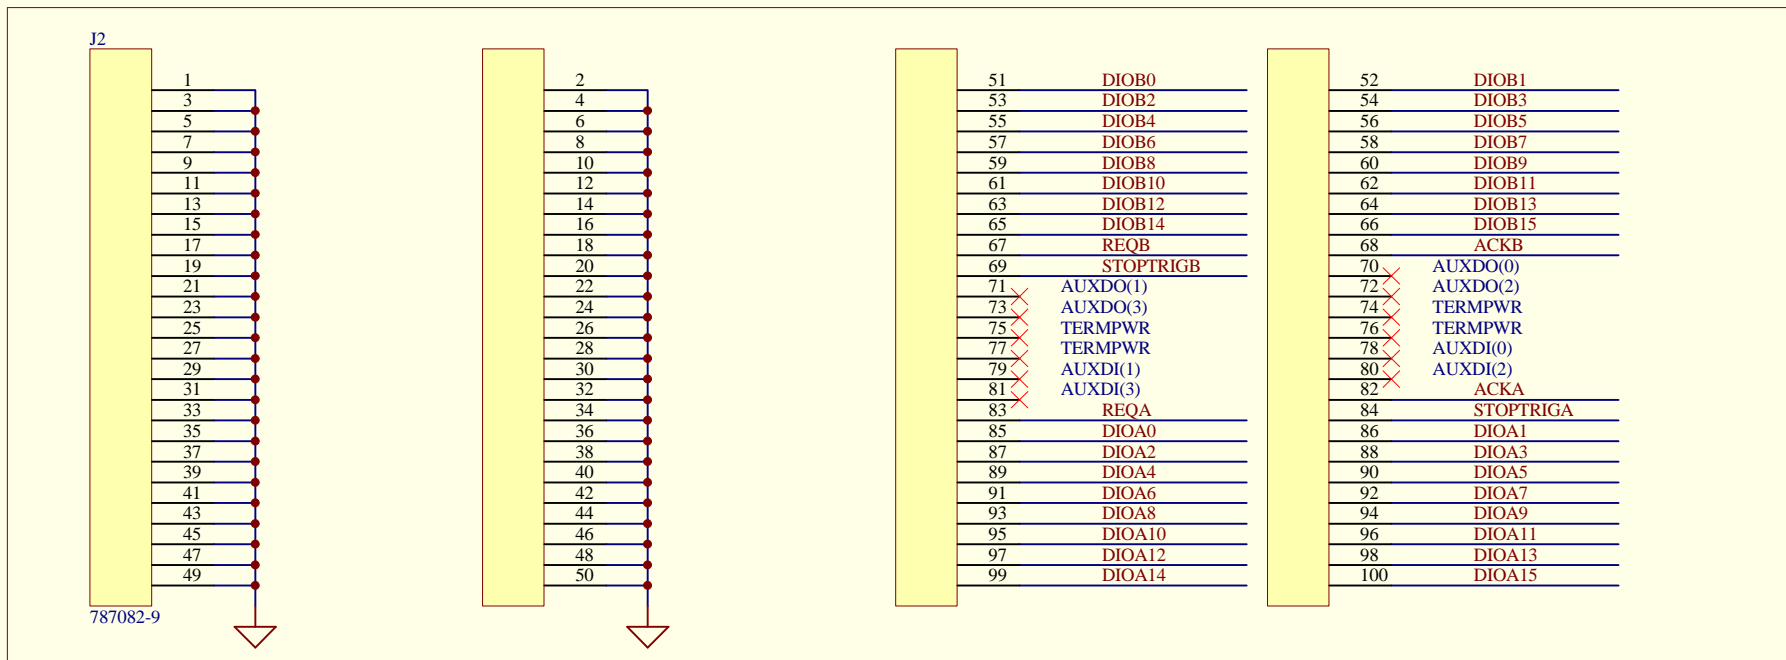 J2
1 2 51 DIOB0 52 DIOB1
3 4 53 DIOB2 54 DIOB3
5 6 55 DIOB4 56 DIOB5
7 8 57 DIOB6 58 DIOB7
9 10 59 DIOB8 60 DIOB9
11 12 61 DIOB10 62 DIOB11
13 14 63 DIOB12 64 DIOB13
15 16 65 DIOB14 66 DIOB15
17 18 67 REQB 68 ACKB
19 20 69 STOPTRIGB 70 AUXDO(0)
21 22 71 AUXDO(1) 72 AUXDO(2)
23 24 73 AUXDO(3) 74 TERMPWR
25 26 75 TERMPWR 76 TERMPWR
27 28 77 TERMPWR 78 AUXDI(0)
29 30 79 AUXDI(1) 80 AUXDI(2)
31 32 81 AUXDI(3) 82 ACKA
33 34 83 REQA 84 STOPTRIGA
35 36 85 DIOA0 86 DIOA1
37 38 87 DIOA2 88 DIOA3
39 40 89 DIOA4 90 DIOA5
41 42 91 DIOA6 92 DIOA7
43 44 93 DIOA8 94 DIOA9
45 46 95 DIOA10 96 DIOA11
47 48 97 DIOA12 98 DIOA13
49 50 99 DIOA14 100 DIOA15
787082-9